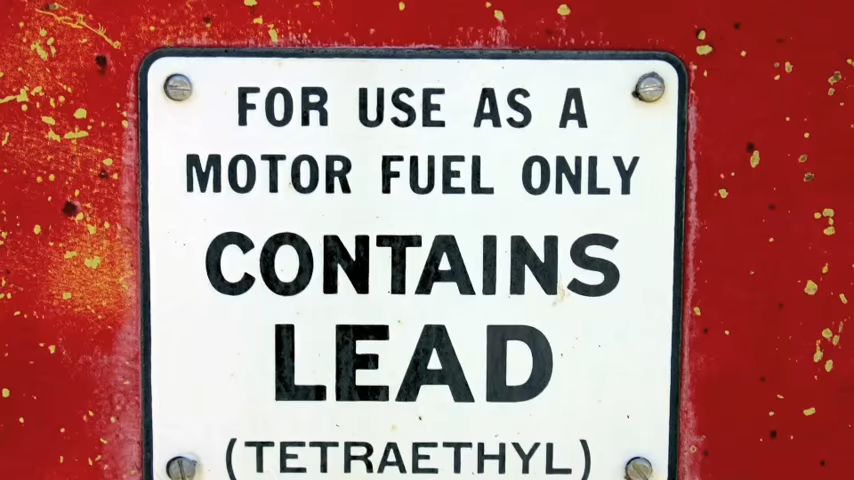 FOR USE AS A
MOTOR FUEL ONLY
CONTAINS
LEAD
(TETRAETHYL)